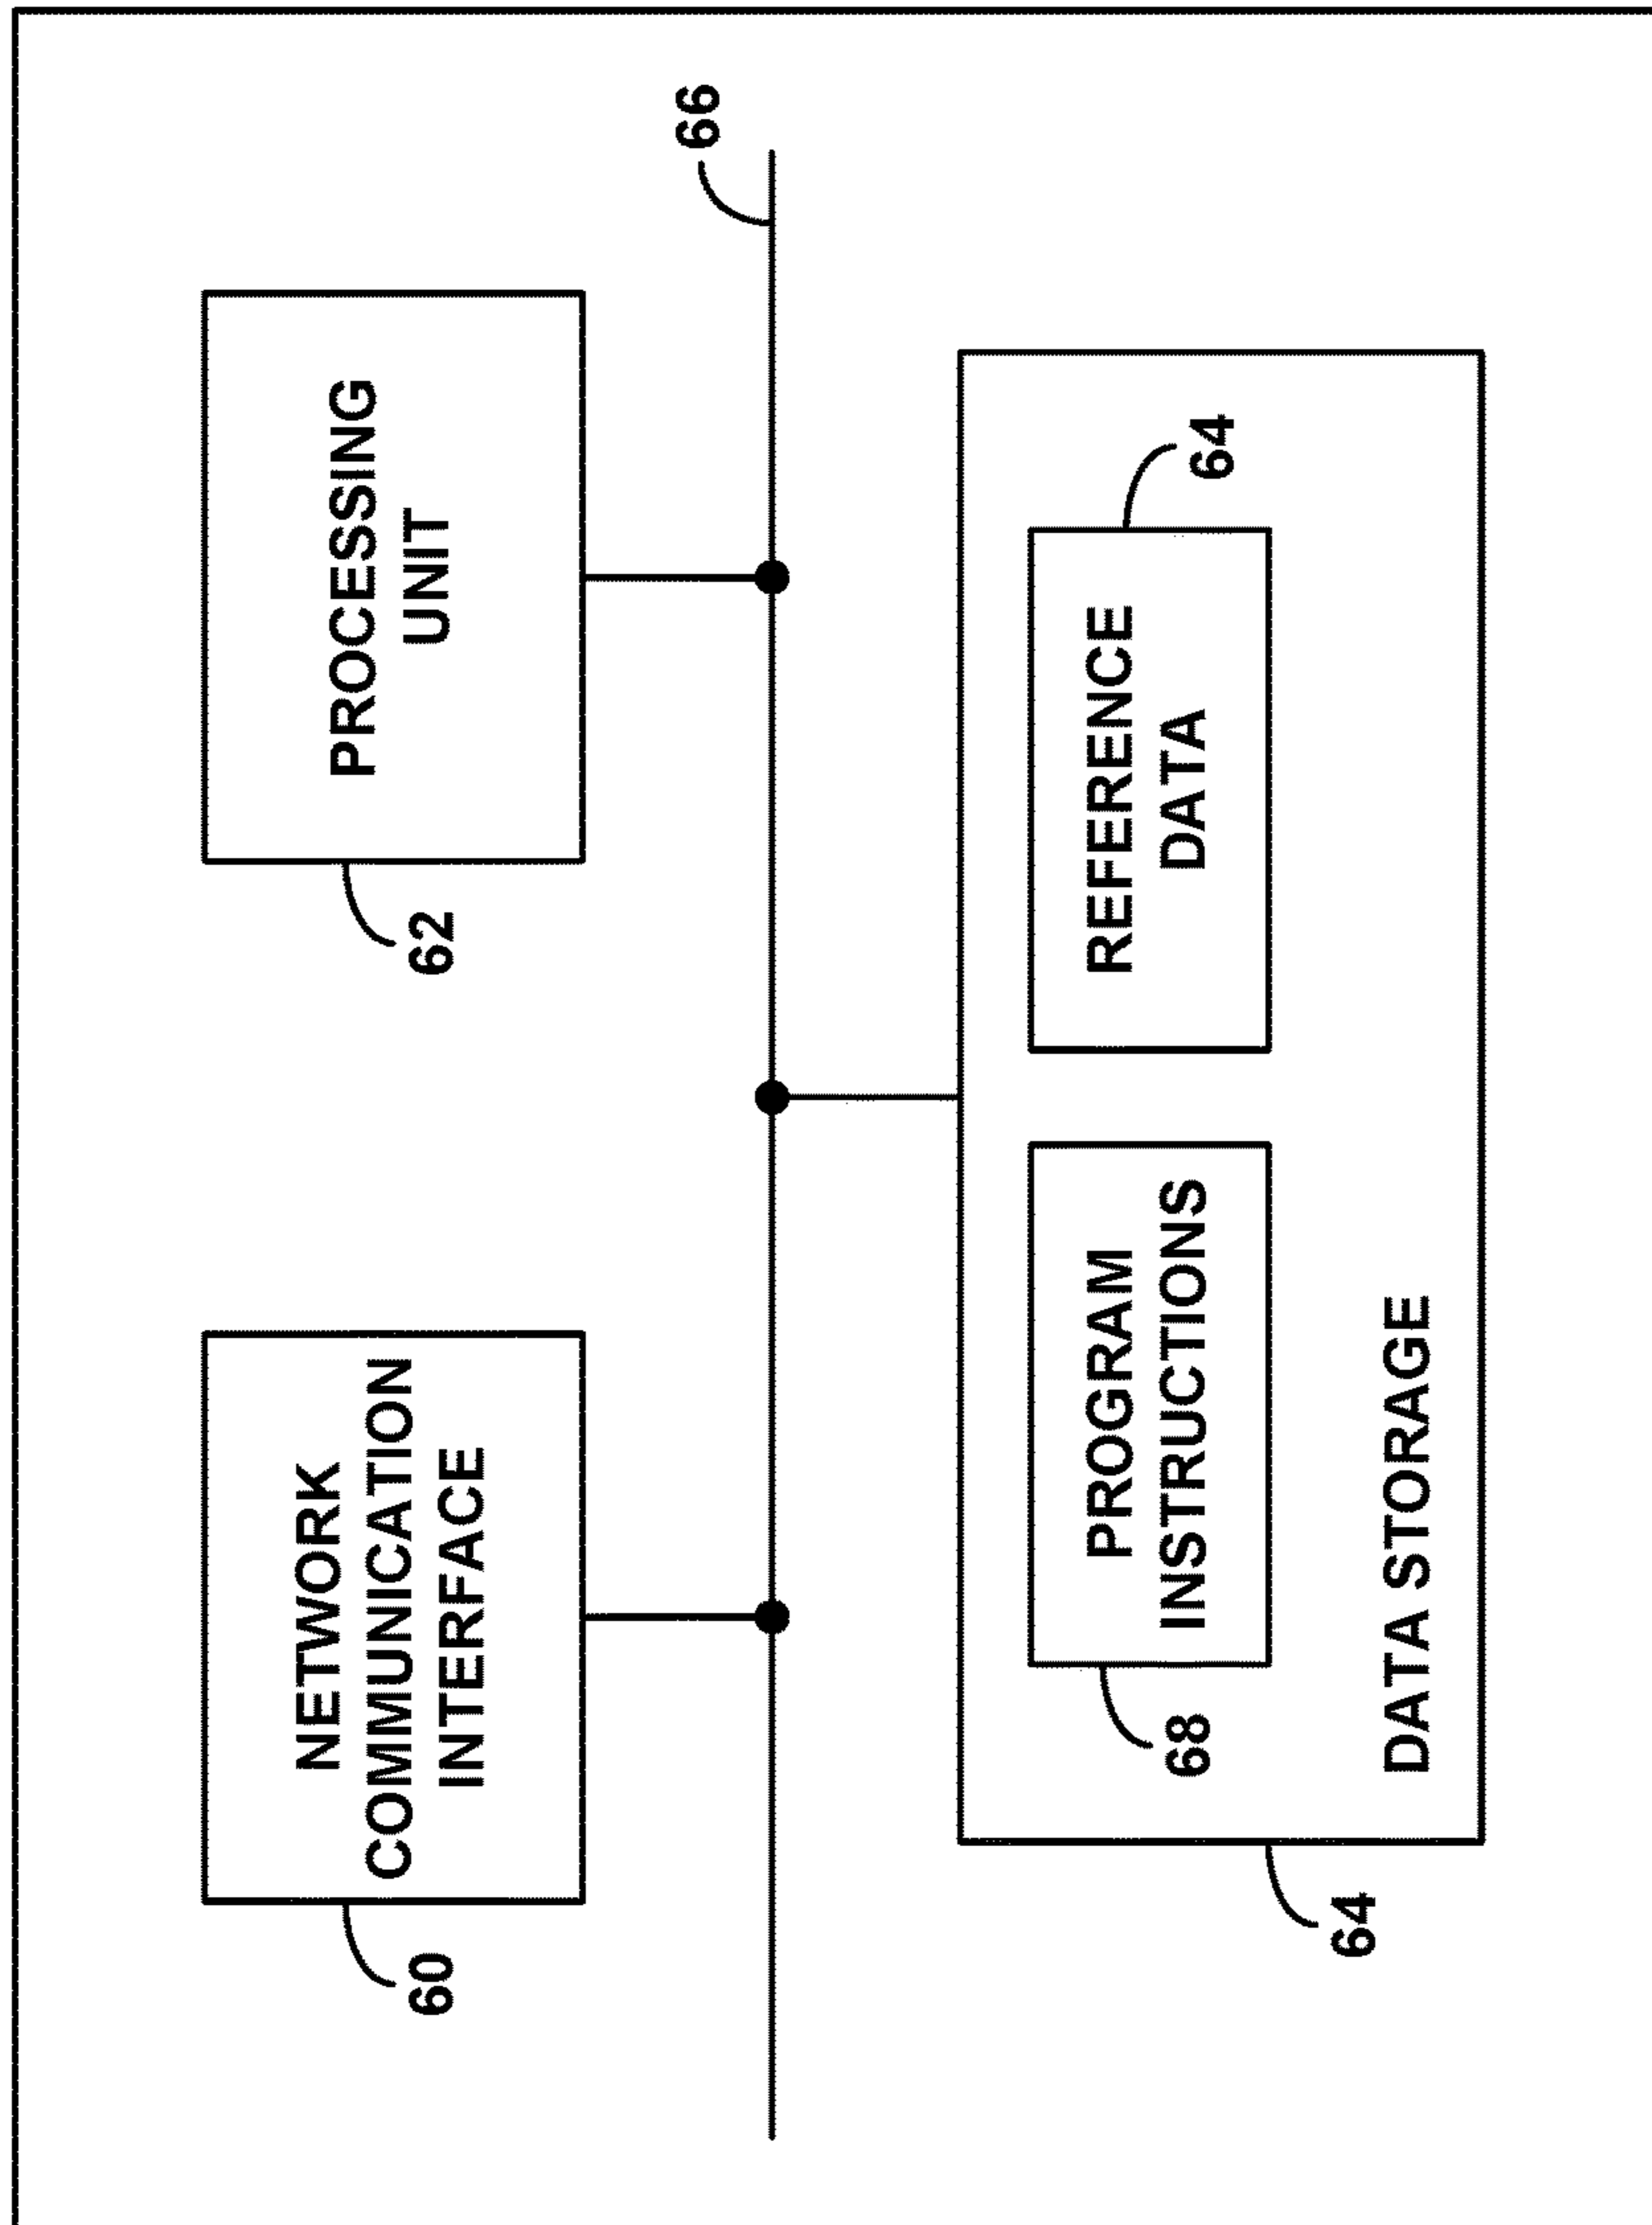 NETWORK
COMMUNICATION
INTERFACE
60
PROCESSING
UNIT
62
66
PROGRAM
INSTRUCTIONS
68
REFERENCE
DATA
64
DATA STORAGE
64